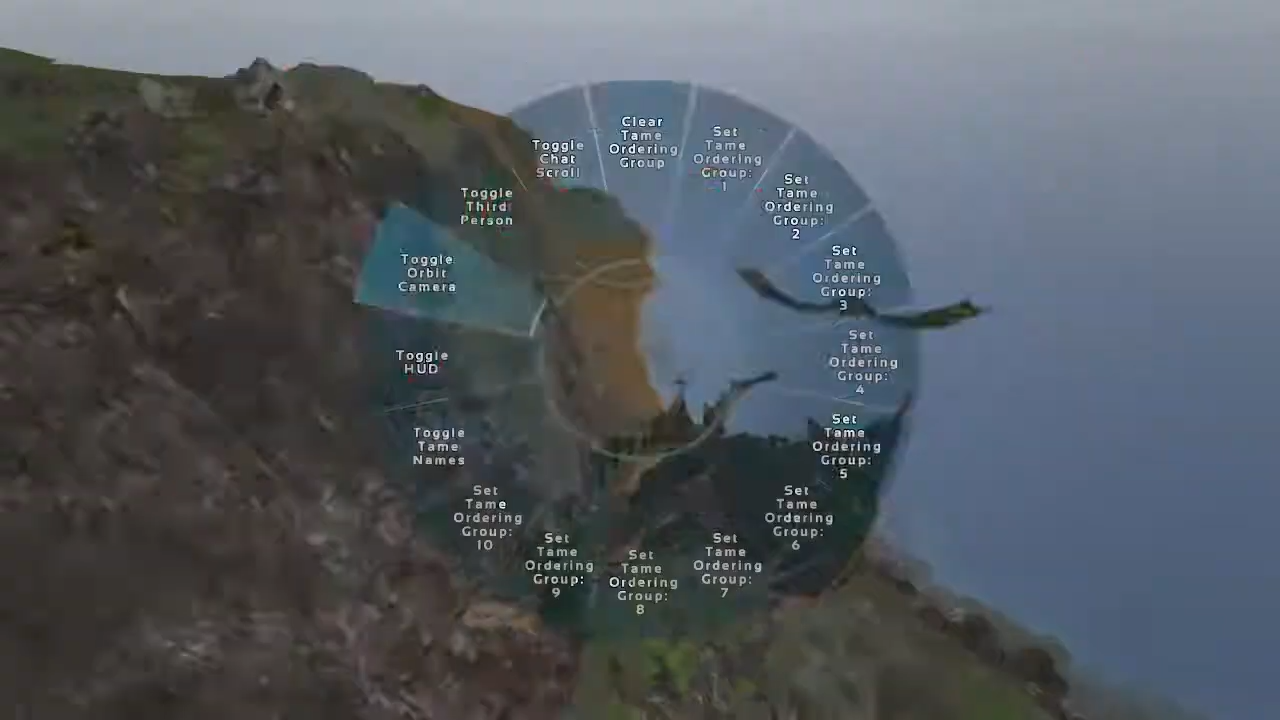 Clear
Tame
Ordering
Group
Set
Tame
Ordering
Group:
1
Set
Tame
Ordering
Group:
2
Set
Tame
Ordering
Group:
3
Set
Tame
Ordering
Group:
4
Set
Tame
Ordering
Group:
5
Set
Tame
Ordering
Group:
6
Set
Tame
Ordering
Group:
7
Set
Tame
Ordering
Group:
8
Set
Tame
Ordering
Group:
9
Set
Tame
Ordering
Group:
10
Toggle
Tame
Names
Toggle
HUD
Toggle
Orbit
Camera
Toggle
Third
Person
Toggle
Chat
Scroll